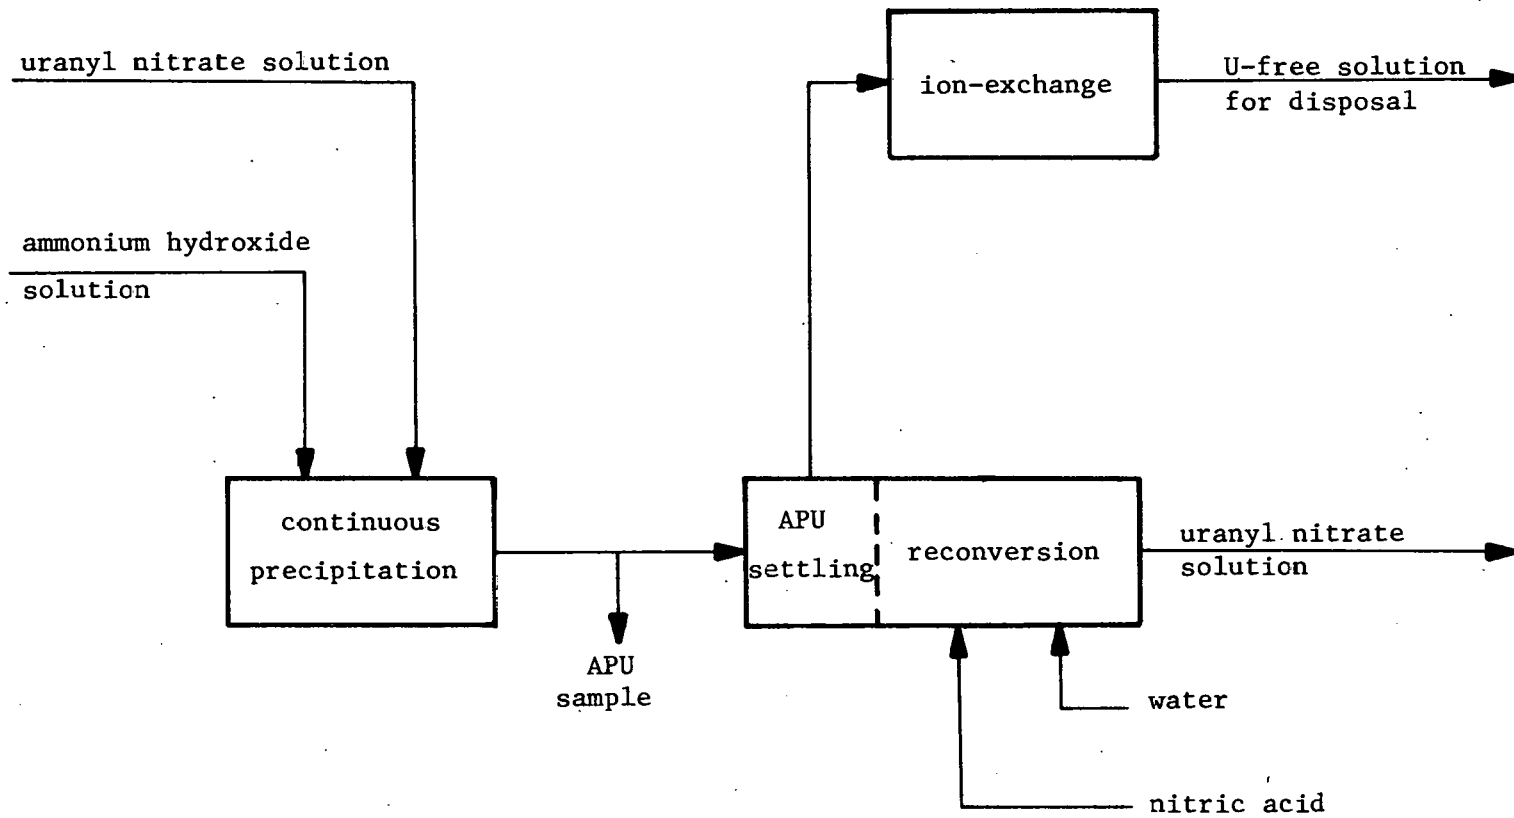 uranyl nitrate solution
ion-exchange
U-free solution
for disposal
ammonium hydroxide
solution
continuous
precipitation
APU
settling
reconversion
uranyl nitrate
solution
APU
sample
water
nitric acid